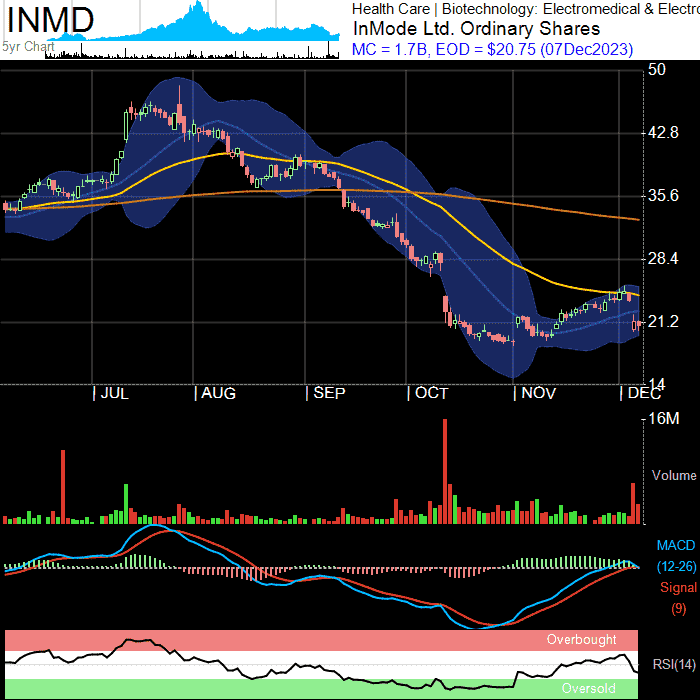 INMD
5yr Chart
Health Care | Biotechnology: Electromedical & Electro
InMode Ltd. Ordinary Shares
MC = 1.7B, EOD = $20.75 (07Dec2023)
50
42.8
35.6
28.4
21.2
14
| JUL | AUG | SEP | OCT | NOV | DEC
16M
Volume
MACD
(12-26)
Signal
(9)
Overbought
RSI(14)
Oversold